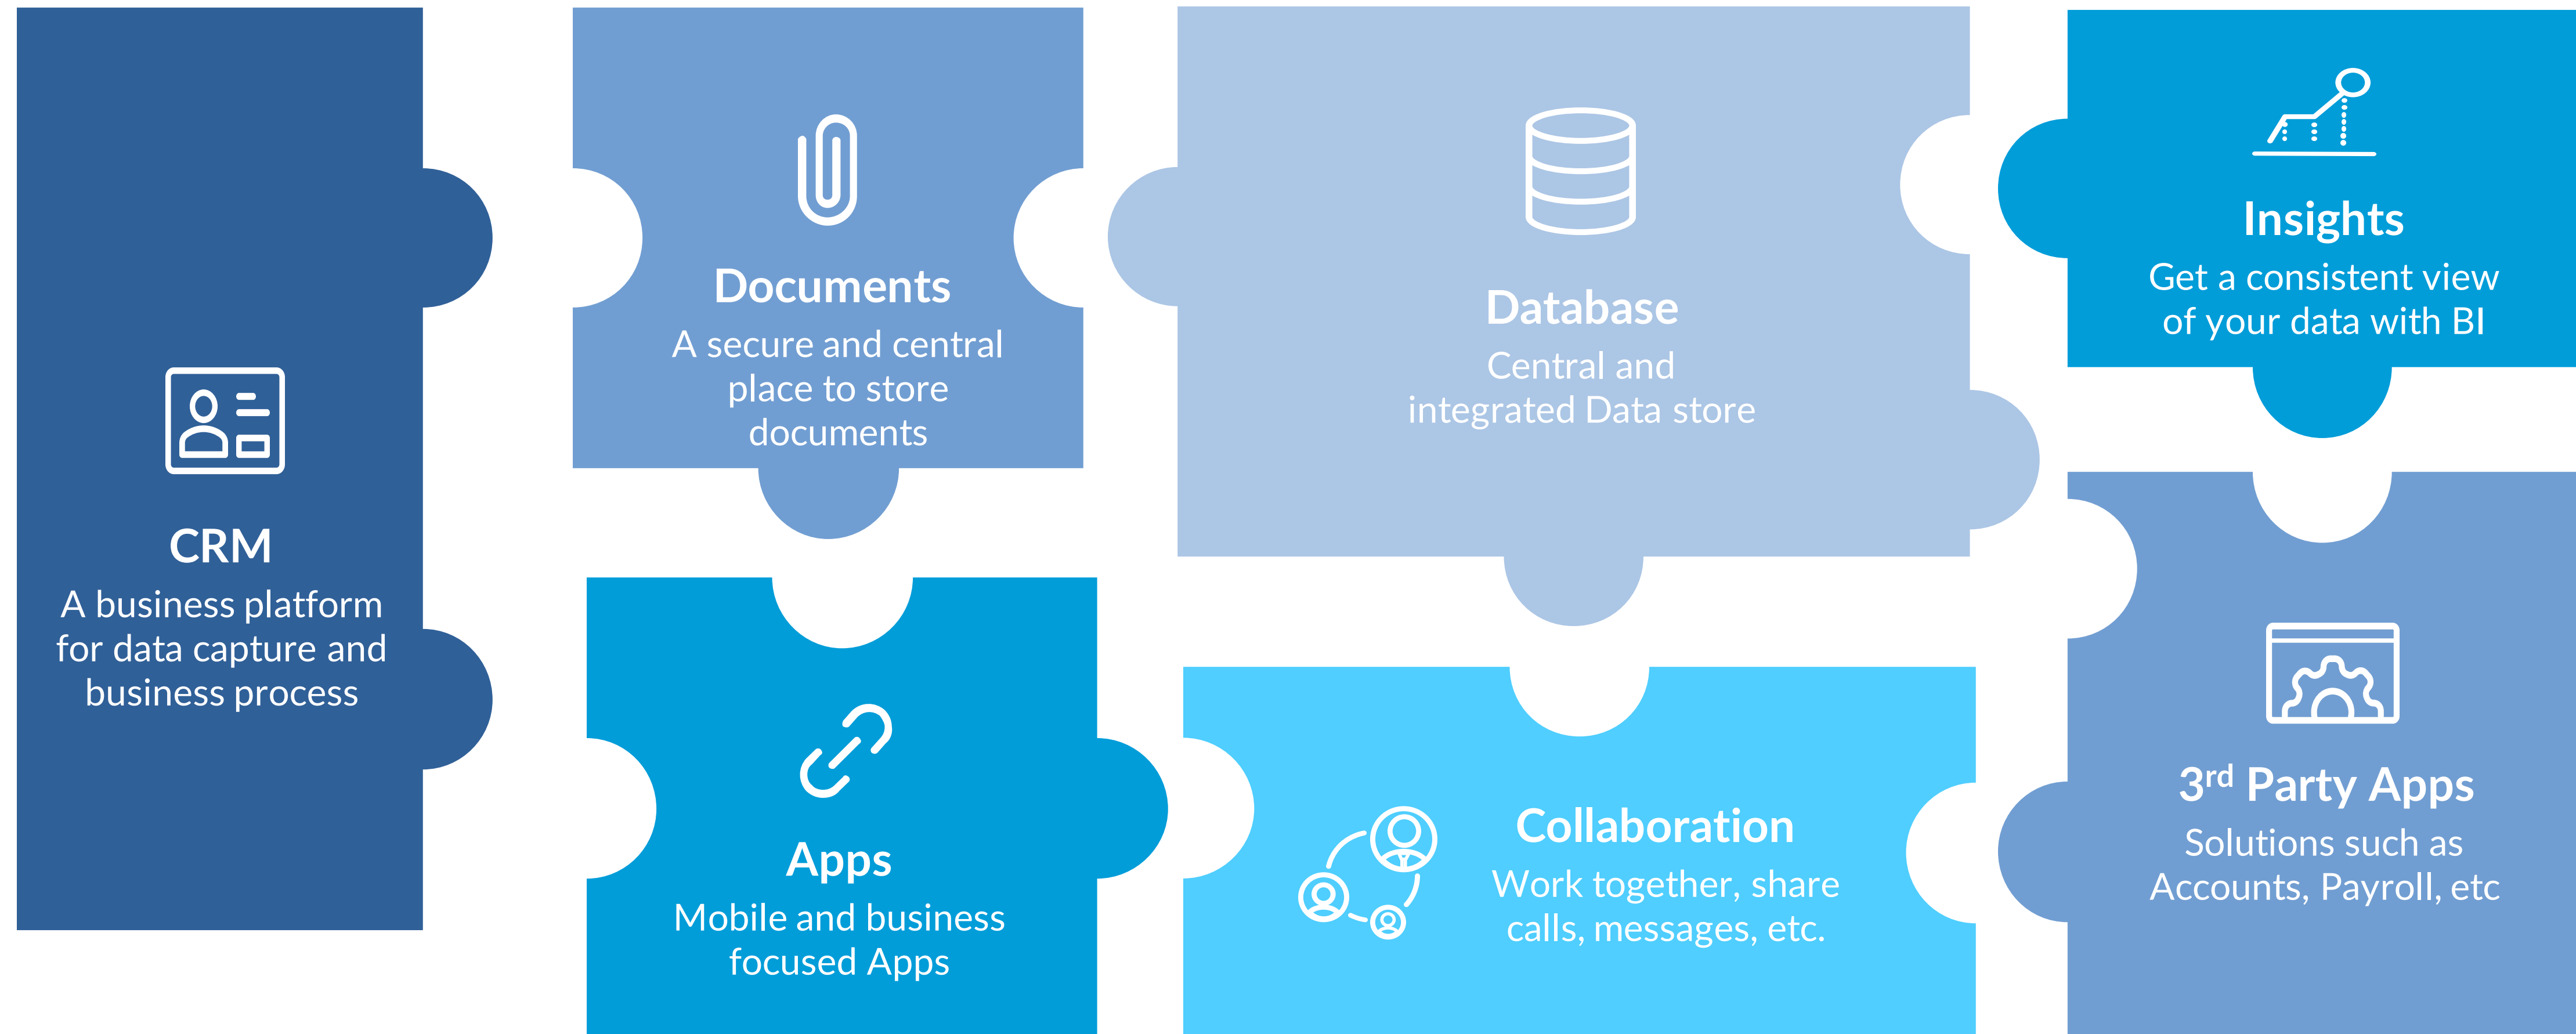 CRM
A business platform
for data capture and
business process
Documents
A secure and central
place to store
documents
Apps
Mobile and business
focused Apps
Database
Central and
integrated Data store
Collaboration
Work together, share
calls, messages, etc.
Insights
Get a consistent view
of your data with BI
3rd Party Apps
Solutions such as
Accounts, Payroll, etc